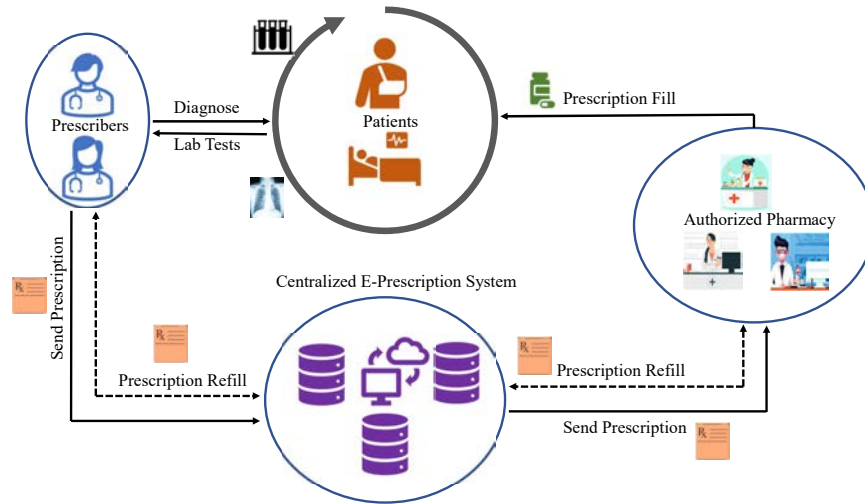 Diagnose
Prescribers
Lab Tests
Patients
Prescription Fill
Authorized Pharmacy
Send Prescription
Centralized E-Prescription System
Prescription Refill
Prescription Refill
Send Prescription